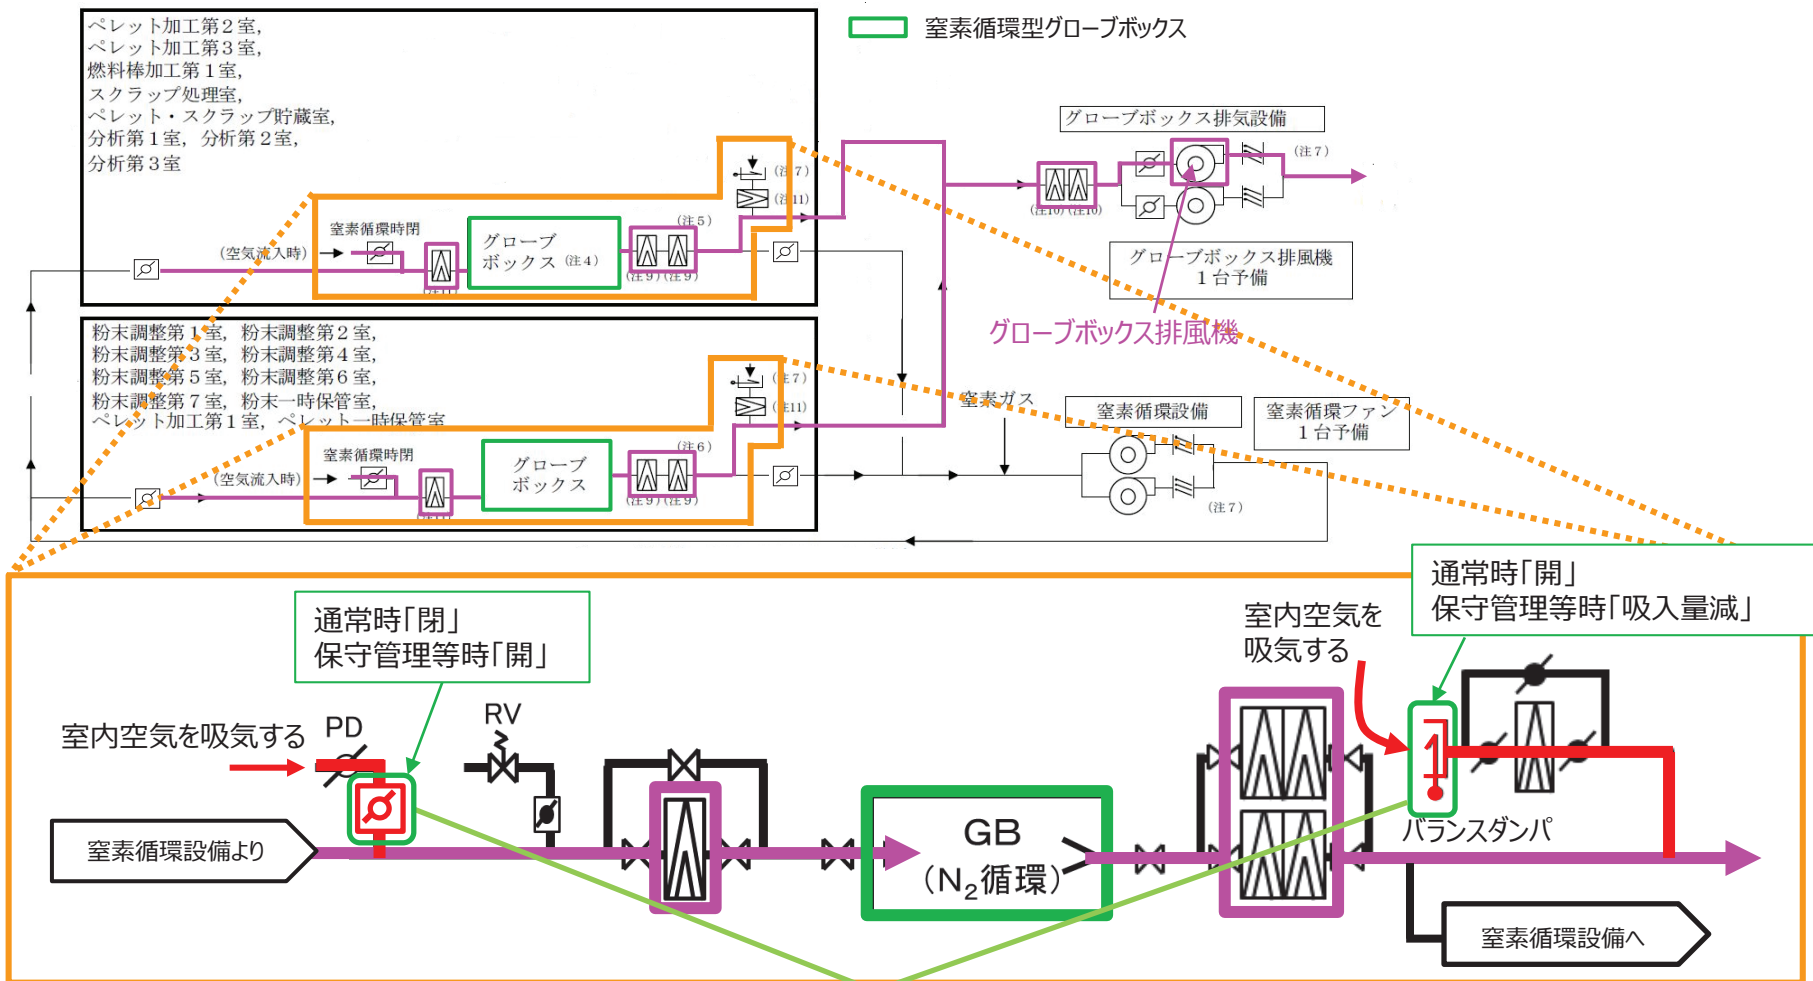 ペレット加工第２室，
ペレット加工第３室，
燃料棒加工第１室，
スクラップ処理室，
ペレット・スクラップ貯蔵室，
分析第１室，分析第２室，
分析第３室
窒素循環型グローブボックス
グローブボックス排気設備
(注７)
(注７)
(注11)
(注10)
(注10)
窒素循環時閉
(注５)
(空気流入時)
グローブ
ボックス (注４)
(注９)
(注９)
グローブボックス排風機
１台予備
グローブボックス排風機
粉末調整第１室，粉末調整第２室，
粉末調整第３室，粉末調整第４室，
粉末調整第５室，粉末調整第６室，
粉末調整第７室，粉末一時保管室，
ペレット加工第１室，ペレット一時保管室
(注７)
(注11)
窒素ガス
窒素循環設備
窒素循環ファン
１台予備
窒素循環時閉
(注６)
(空気流入時)
グローブ
ボックス
(注９)
(注９)
(注７)
通常時「閉」
保守管理等時「開」
通常時「開」
保守管理等時「吸入量減」
室内空気を
吸気する
室内空気を吸気する
PD
RV
バランスダンパ
窒素循環設備より
GB
（N₂循環）
窒素循環設備へ